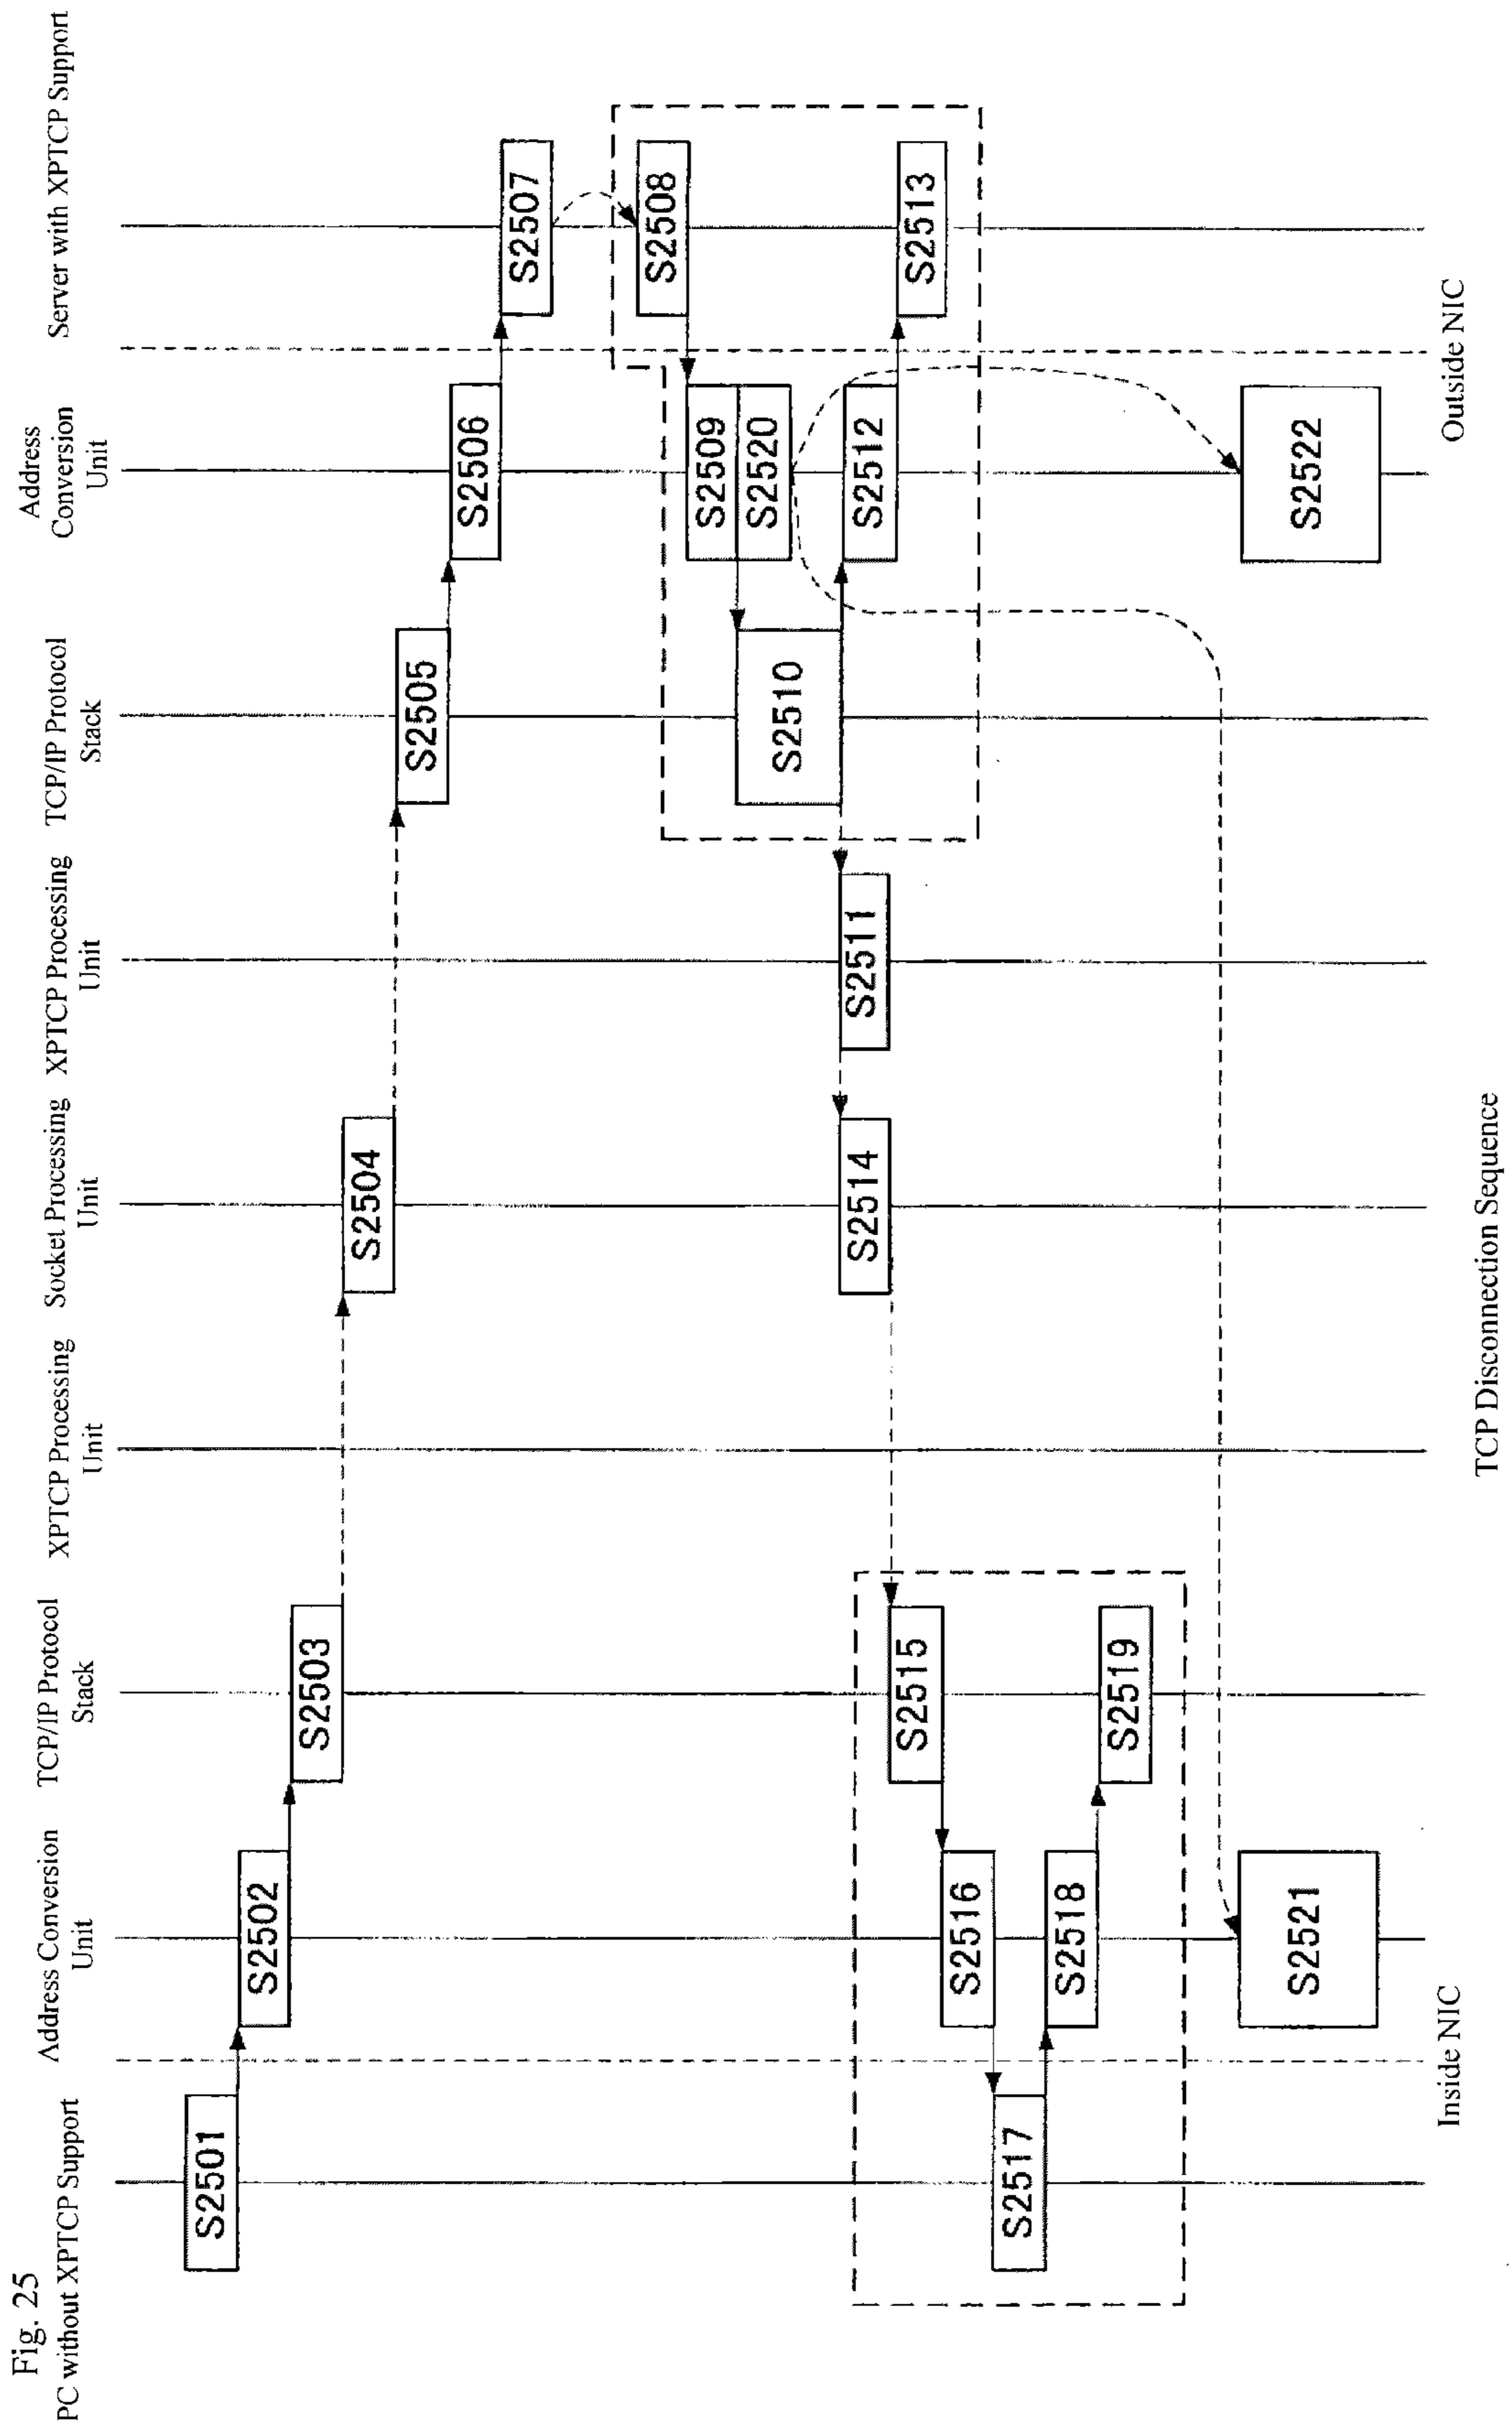 Fig. 25
PC without XPTCP Support
Address Conversion
Unit
TCP/IP Protocol
Stack
XPTCP Processing
Unit
Socket Processing
Unit
XPTCP Processing
Unit
TCP/IP Protocol
Stack
Address
Conversion
Unit
Server with XPTCP Support
S2501
S2502
S2503
S2504
S2505
S2506
S2507
S2508
S2509
S2520
S2510
S2511
S2514
S2512
S2513
S2515
S2516
S2517
S2518
S2519
S2521
S2522
Inside NIC
Outside NIC
TCP Disconnection Sequence